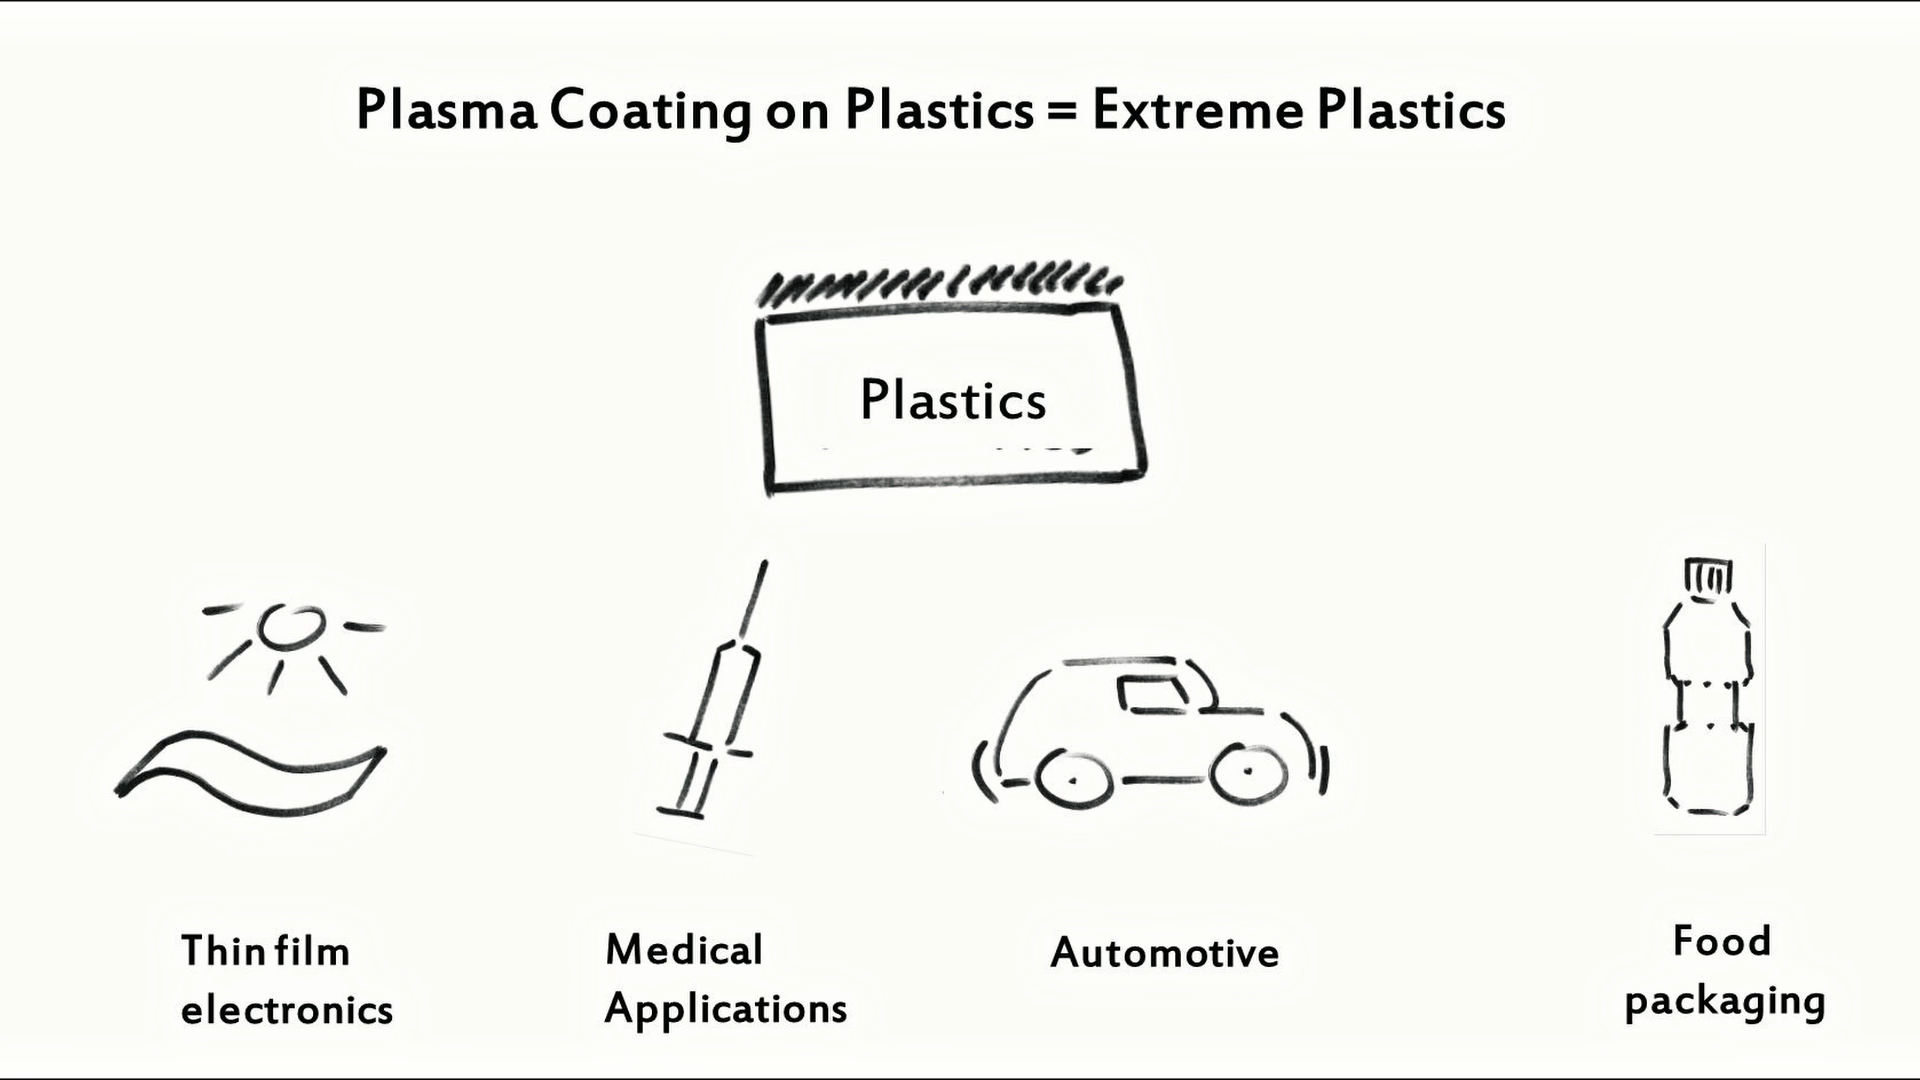 Plasma Coating on Plastics = Extreme Plastics
Plastics
Thin film
electronics
Medical
Applications
Automotive
Food
packaging